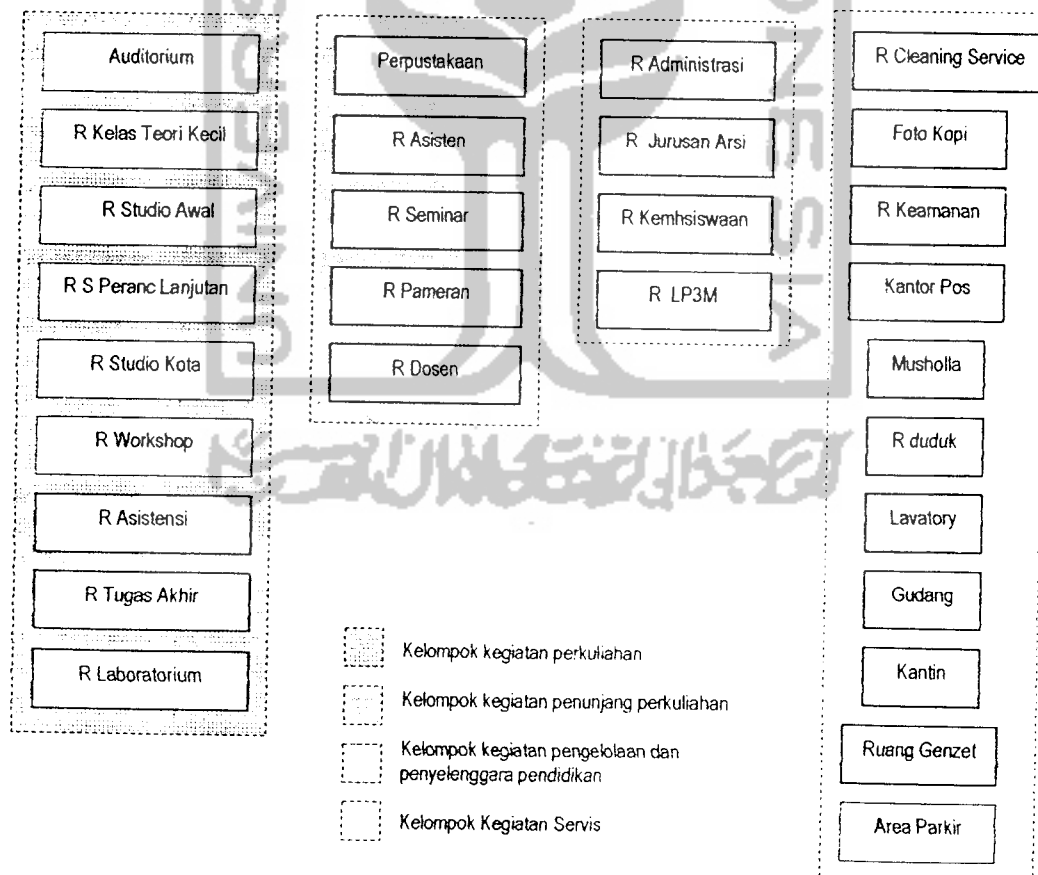 Auditorium
R Kelas Teori Kecil
R Studio Awal
R S Peranc Lanjutan
R Studio Kota
R Workshop
R Asistensi
R Tugas Akhir
R Laboratorium
Perpustakaan
R Asisten
R Seminar
R Pameran
R Dosen
R Administrasi
R Jurusan Arsi
R Kemhsiswaan
R LP3M
R Cleaning Service
Foto Kopi
R Keamanan
Kantor Pos
Musholla
R duduk
Lavatory
Gudang
Kantin
Ruang Genzet
Area Parkir
Kelompok kegiatan perkuliahan
Kelompok kegiatan penunjang perkuliahan
Kelompok kegiatan pengelolaan dan
penyelenggara pendidikan
Kelompok Kegiatan Servis